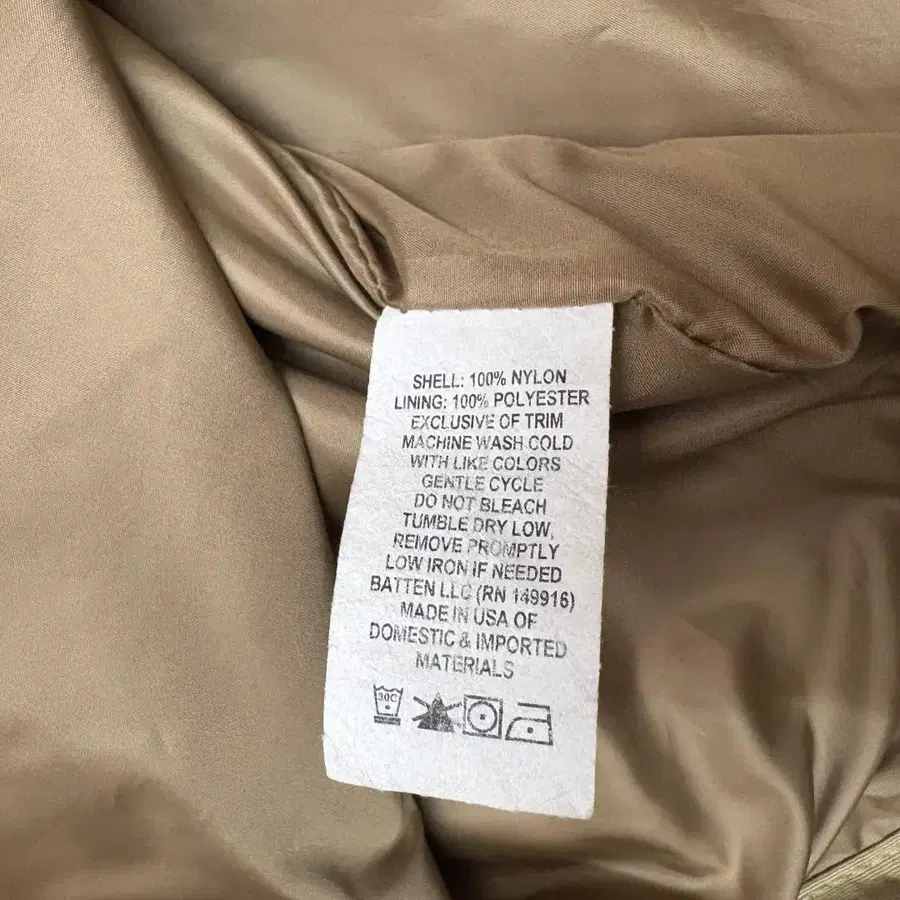 SHELL: 100% NYLON
LINING: 100% POLYESTER
EXCLUSIVE OF TRIM
MACHINE WASH COLD
WITH LIKE COLORS
GENTLE CYCLE
DO NOT BLEACH
TUMBLE DRY LOW,
REMOVE PROMPTLY
LOW IRON IF NEEDED
BATTEN LLC (RN 149916)
MADE IN USA OF
DOMESTIC & IMPORTED
MATERIALS
30C